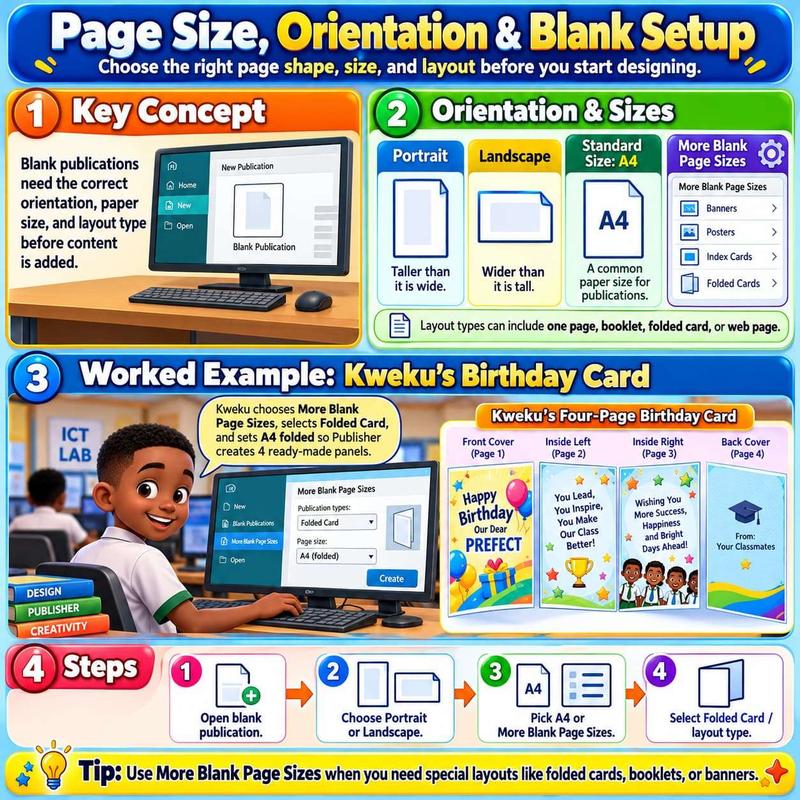 Page Size, Orientation & Blank Setup
Choose the right page shape, size, and layout before you start designing.
1 Key Concept
Blank publications
need the correct
orientation, paper
size, and layout type
before content
is added.
Home
New
Open
New Publication
Blank Publication
2 Orientation & Sizes
Portrait
Taller than
it is wide.
Landscape
Wider than
it is tall.
Standard
Size: A4
A4
A common
paper size for
publications.
More Blank
Page Sizes
More Blank Page Sizes
Banners
Posters
Index Cards
Folded Cards
Layout types can include one page, booklet, folded card, or web page.
3 Worked Example: Kweku's Birthday Card
ICT
LAB
Kweku chooses More Blank
Page Sizes, selects Folded Card,
and sets A4 folded so Publisher
creates 4 ready-made panels.
DESIGN
PUBLISHER
CREATIVITY
New
Blank Publications
More Blank Page Sizes
Open
More Blank Page Sizes
Publication types:
Folded Card
Page size:
A4 (folded)
Create
Kweku's Four-Page Birthday Card
Front Cover
(Page 1)
Happy
Birthday
Our Dear
PREFECT
Inside Left
(Page 2)
You Lead,
You Inspire,
You Make
Our Class
Better!
Inside Right
(Page 3)
Wishing You
More Success,
Happiness
and Bright
Days Ahead!
Back Cover
(Page 4)
From:
Your Classmates
4 Steps
1
Open blank
publication.
2
Choose Portrait
or Landscape.
3
A4
Pick A4 or
More Blank Page Sizes.
4
Select Folded Card /
layout type.
Tip: Use More Blank Page Sizes when you need special layouts like folded cards, booklets, or banners.